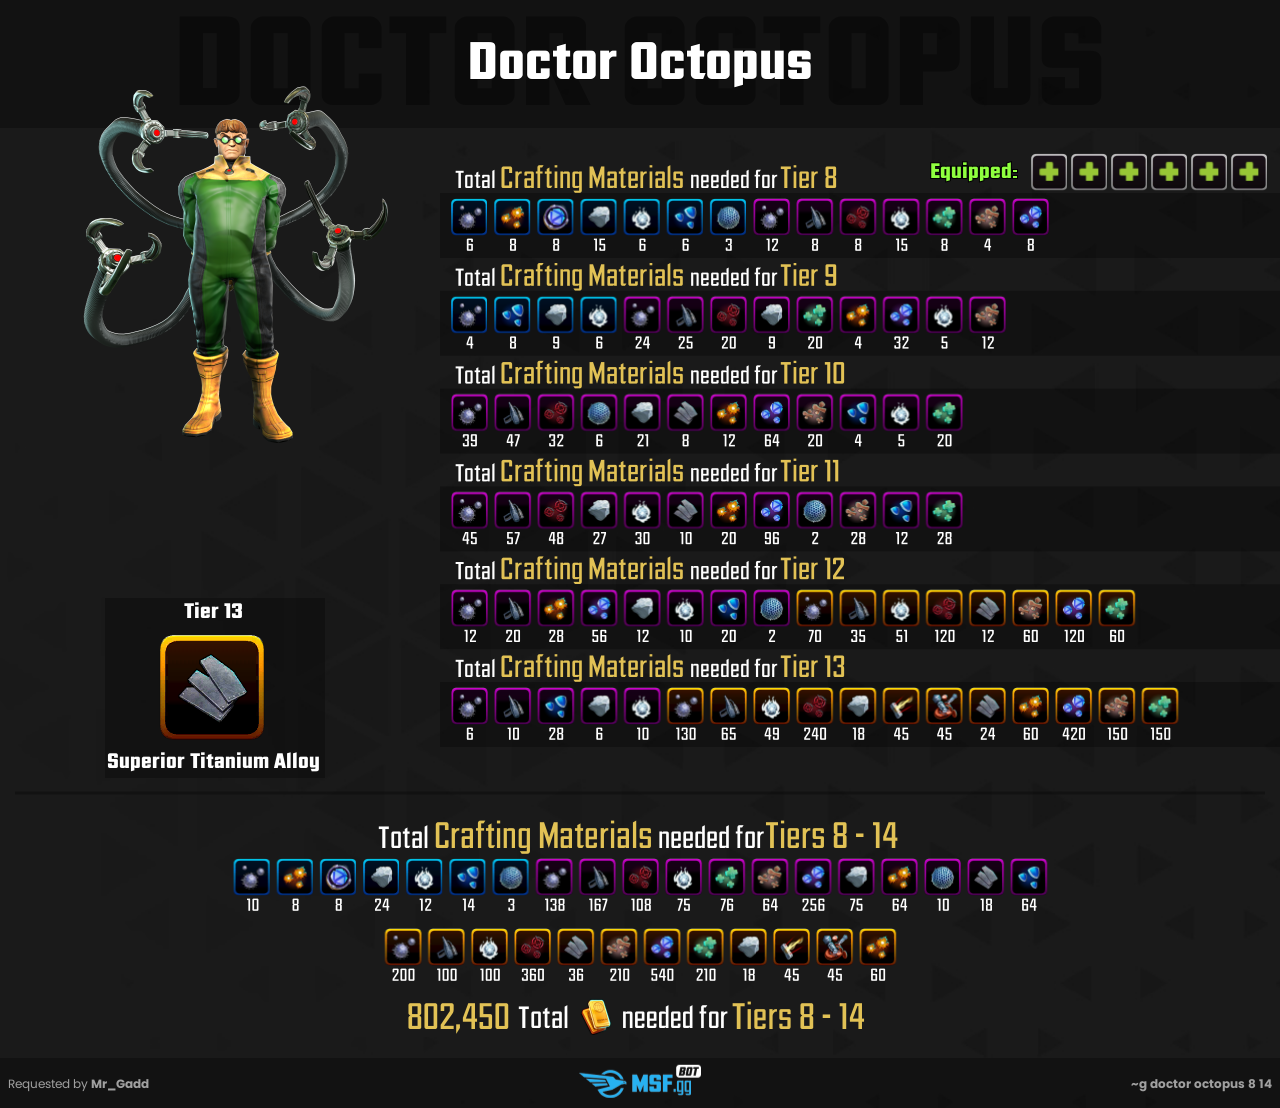 Doctor Octopus
Equipped:
Total Crafting Materials needed for Tier 8
6 8 8 15 6 6 3 12 8 8 15 8 4 8
Total Crafting Materials needed for Tier 9
4 8 9 6 24 25 20 9 20 4 32 5 12
Total Crafting Materials needed for Tier 10
39 47 32 6 21 8 12 64 20 4 5 20
Total Crafting Materials needed for Tier 11
45 57 48 27 30 10 20 96 2 28 12 28
Total Crafting Materials needed for Tier 12
12 20 28 56 12 10 20 2 70 35 51 120 12 60 120 60
Total Crafting Materials needed for Tier 13
6 10 28 6 10 130 65 49 240 18 45 45 24 60 420 150 150
Tier 13
Superior Titanium Alloy
Total Crafting Materials needed for Tiers 8 - 14
10 8 8 24 12 14 3 138 167 108 75 76 64 256 75 64 10 18 64
200 100 100 360 36 210 540 210 18 45 45 60
802,450 Total needed for Tiers 8 - 14
Requested by Mr_Gadd
MSF.gg BOT
~g doctor octopus 8 14